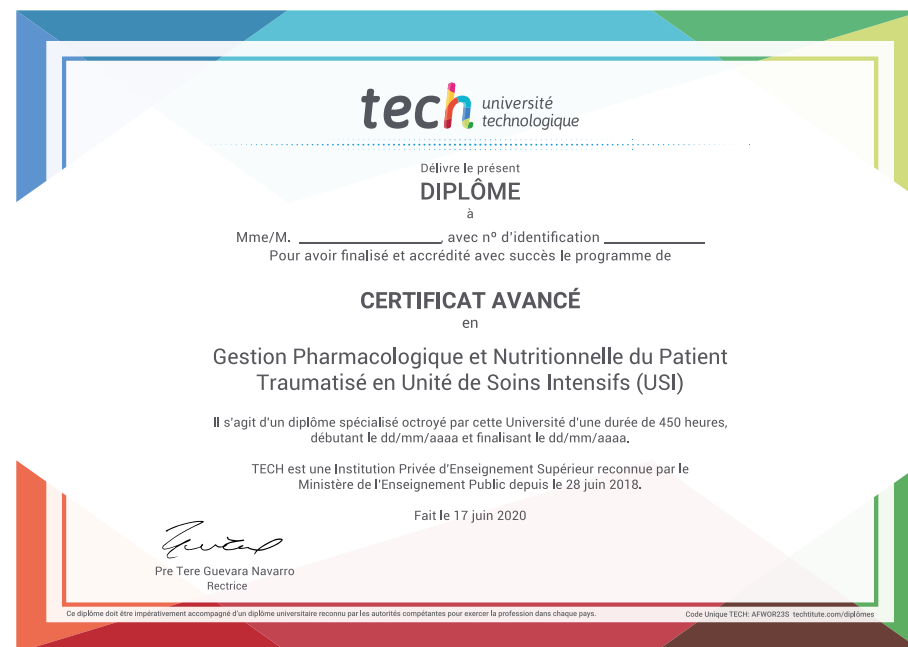 tech université
technologique
Délivre le présent
DIPLÔME
à
Mme/M. ____________________, avec nº d'identification ______________
Pour avoir finalisé et accrédité avec succès le programme de
CERTIFICAT AVANCÉ
en
Gestion Pharmacologique et Nutritionnelle du Patient
Traumatisé en Unité de Soins Intensifs (USI)
Il s'agit d'un diplôme spécialisé octroyé par cette Université d'une durée de 450 heures,
débutant le dd/mm/aaaa et finalisant le dd/mm/aaaa.
TECH est une Institution Privée d'Enseignement Supérieur reconnue par le
Ministère de l'Enseignement Public depuis le 28 juin 2018.
Fait le 17 juin 2020
Pre Tere Guevara Navarro
Rectrice
Ce diplôme doit être impérativement accompagné d'un diplôme universitaire reconnu par les autorités compétantes pour exercer la profession dans chaque pays.
Code Unique TECH: AFWOR23S techtitute.com/diplômes